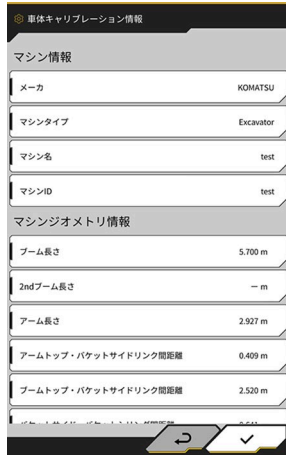 車体キャリブレーション情報
マシン情報
メーカ KOMATSU
マシンタイプ Excavator
マシン名 test
マシンID test
マシンジオメトリ情報
ブーム長さ 5.700 m
2ndブーム長さ ー m
アーム長さ 2.927 m
アームトップ・バケットサイドリンク間距離 0.409 m
ブームトップ・バケットサイドリンク間距離 2.520 m